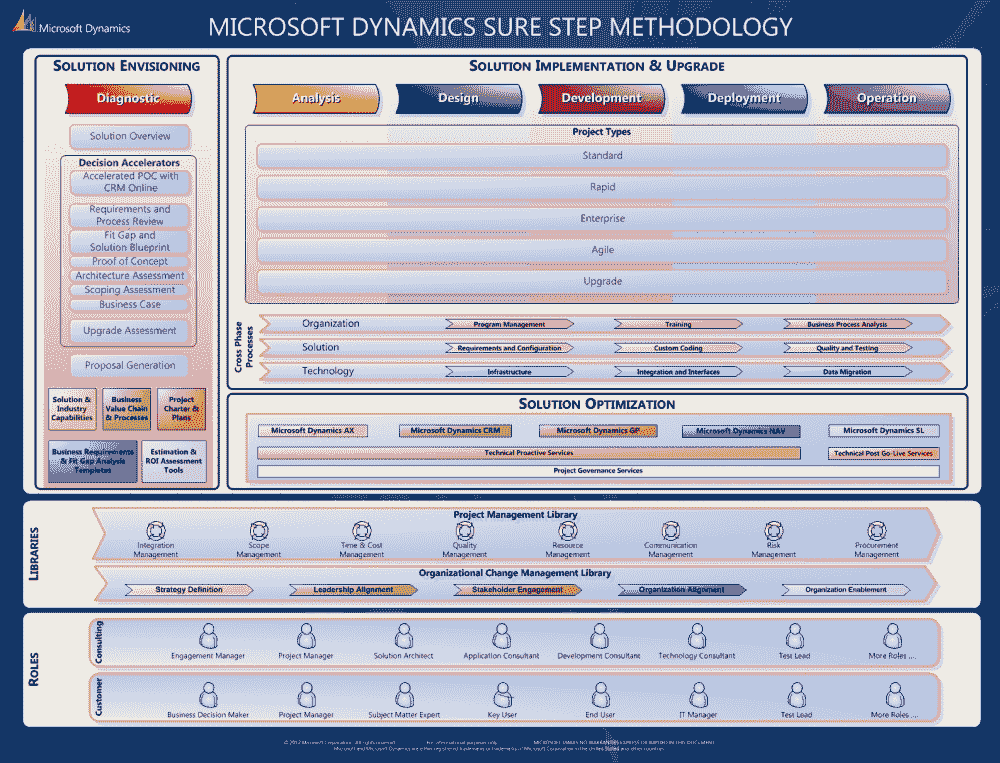 Microsoft Dynamics
MICROSOFT DYNAMICS SURE STEP METHODOLOGY
SOLUTION ENVISIONING
Diagnostic
Solution Overview
Decision Accelerators
Accelerated POC with
CRM Online
Requirements and
Process Review
Fit Gap and
Solution Blueprint
Proof of Concept
Architecture Assessment
Scoping Assessment
Business Case
Upgrade Assessment
Proposal Generation
Solution &
Industry
Capabilities
Business
Value Chain
& Processes
Project
Charter &
Plans
Business Requirements
& Fit Gap Analysis
Templates
Estimation &
ROI Assessment
Tools
SOLUTION IMPLEMENTATION & UPGRADE
Analysis
Design
Development
Deployment
Operation
Project Types
Standard
Rapid
Enterprise
Agile
Upgrade
Cross Phase
Processes
Organization
Program Management
Training
Business Process Analysis
Solution
Requirements and Configuration
Custom Coding
Quality and Testing
Technology
Infrastructure
Integration and Interfaces
Data Migration
SOLUTION OPTIMIZATION
Microsoft Dynamics AX
Microsoft Dynamics CRM
Microsoft Dynamics GP
Microsoft Dynamics NAV
Microsoft Dynamics SL
Technical Proactive Services
Technical Post Go-Live Services
Project Governance Services
LIBRARIES
Project Management Library
Integration
Management
Scope
Management
Time & Cost
Management
Quality
Management
Resource
Management
Communication
Management
Risk
Management
Procurement
Management
Organizational Change Management Library
Strategy Definition
Leadership Alignment
Stakeholder Engagement
Organization Alignment
Organization Enablement
ROLES
Consulting
Engagement Manager
Project Manager
Solution Architect
Application Consultant
Development Consultant
Technology Consultant
Test Lead
More Roles ....
Customer
Business Decision Maker
Project Manager
Subject Matter Expert
Key User
End User
IT Manager
Test Lead
More Roles ....